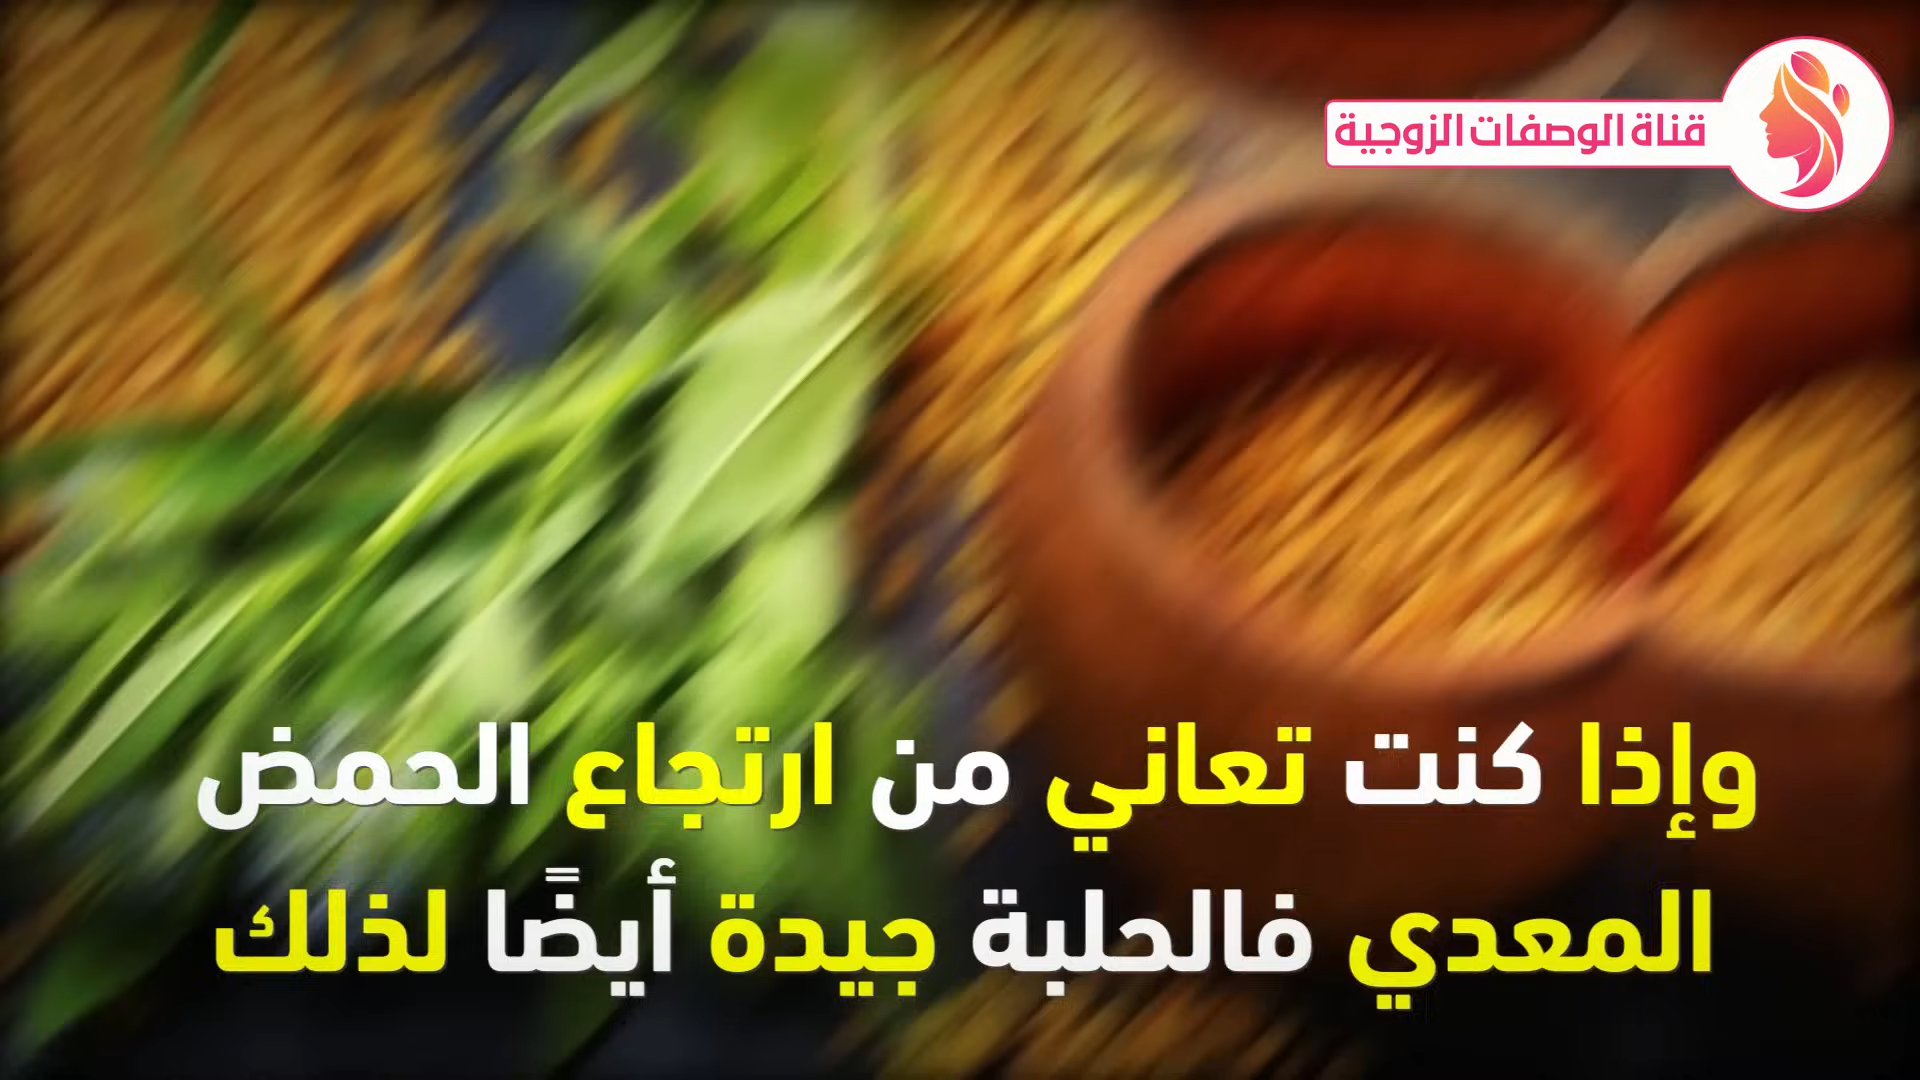 قناة الوصفات الزوجية
وإذا كنت تعاني من ارتجاع الحمض
المعدي فالحلبة جيدة أيضًا لذلك